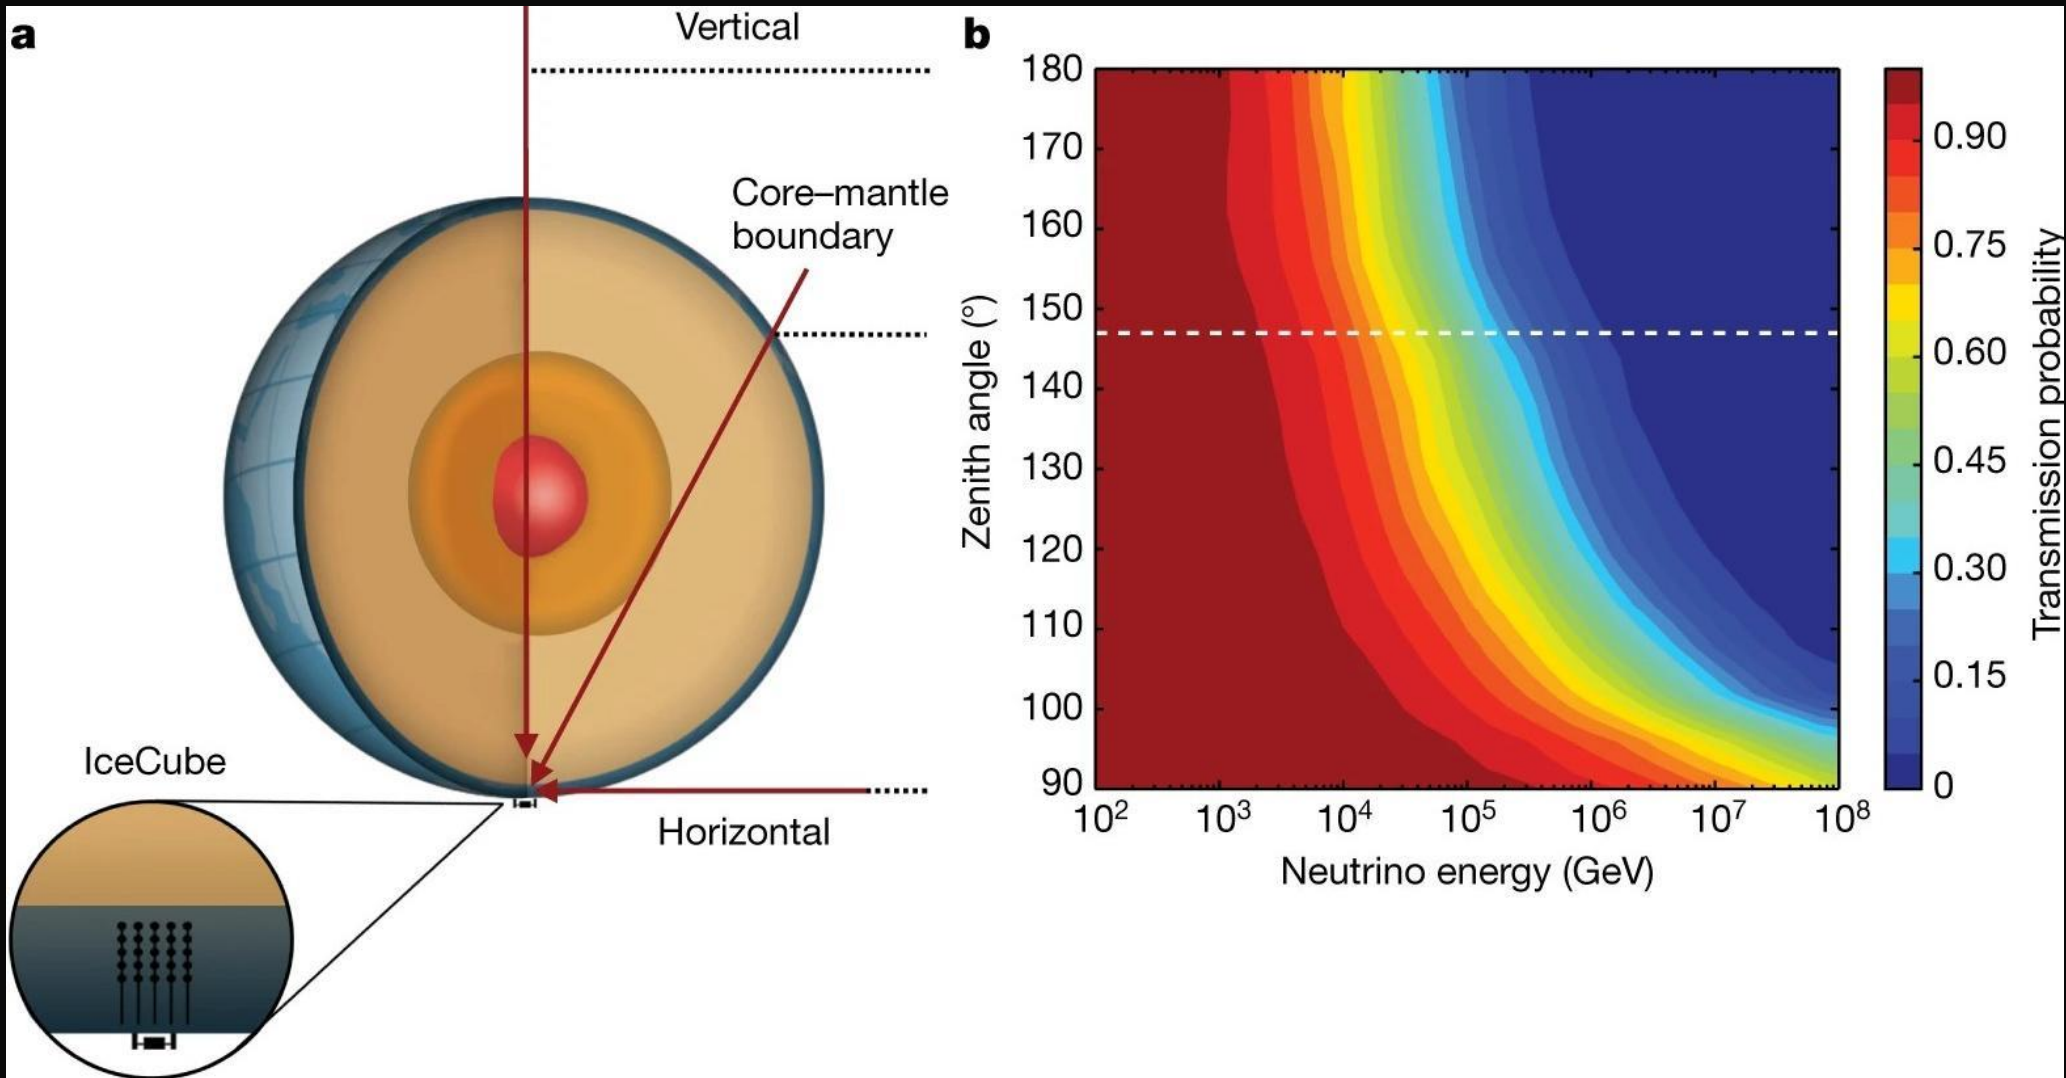 a
Vertical
Core–mantle
boundary
IceCube
Horizontal
b
180
170
160
150
140
130
120
110
100
90
Zenith angle (°)
10² 10³ 10⁴ 10⁵ 10⁶ 10⁷ 10⁸
Neutrino energy (GeV)
0.90
0.75
0.60
0.45
0.30
0.15
0
Transmission probability